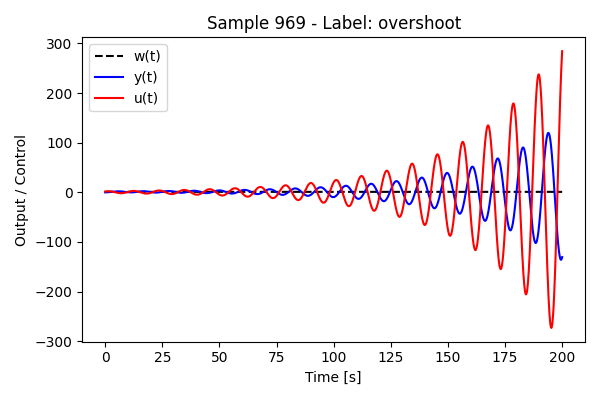 Sample 969 - Label: overshoot
w(t)
y(t)
u(t)
Output / Control
300
200
100
0
−100
−200
−300
0
25
50
75
100
125
150
175
200
Time [s]